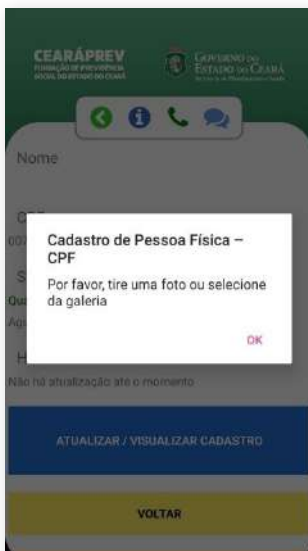 CEARÁPREV
FUNDAÇÃO DE PREVIDÊNCIA
SOCIAL DO ESTADO DO CEARÁ
GOVERNO DO
ESTADO DO CEARÁ
Nome
007
Cadastro de Pessoa Física –
CPF
Por favor, tire uma foto ou selecione
da galeria
OK
Não há atualização até o momento
ATUALIZAR / VISUALIZAR CADASTRO
VOLTAR